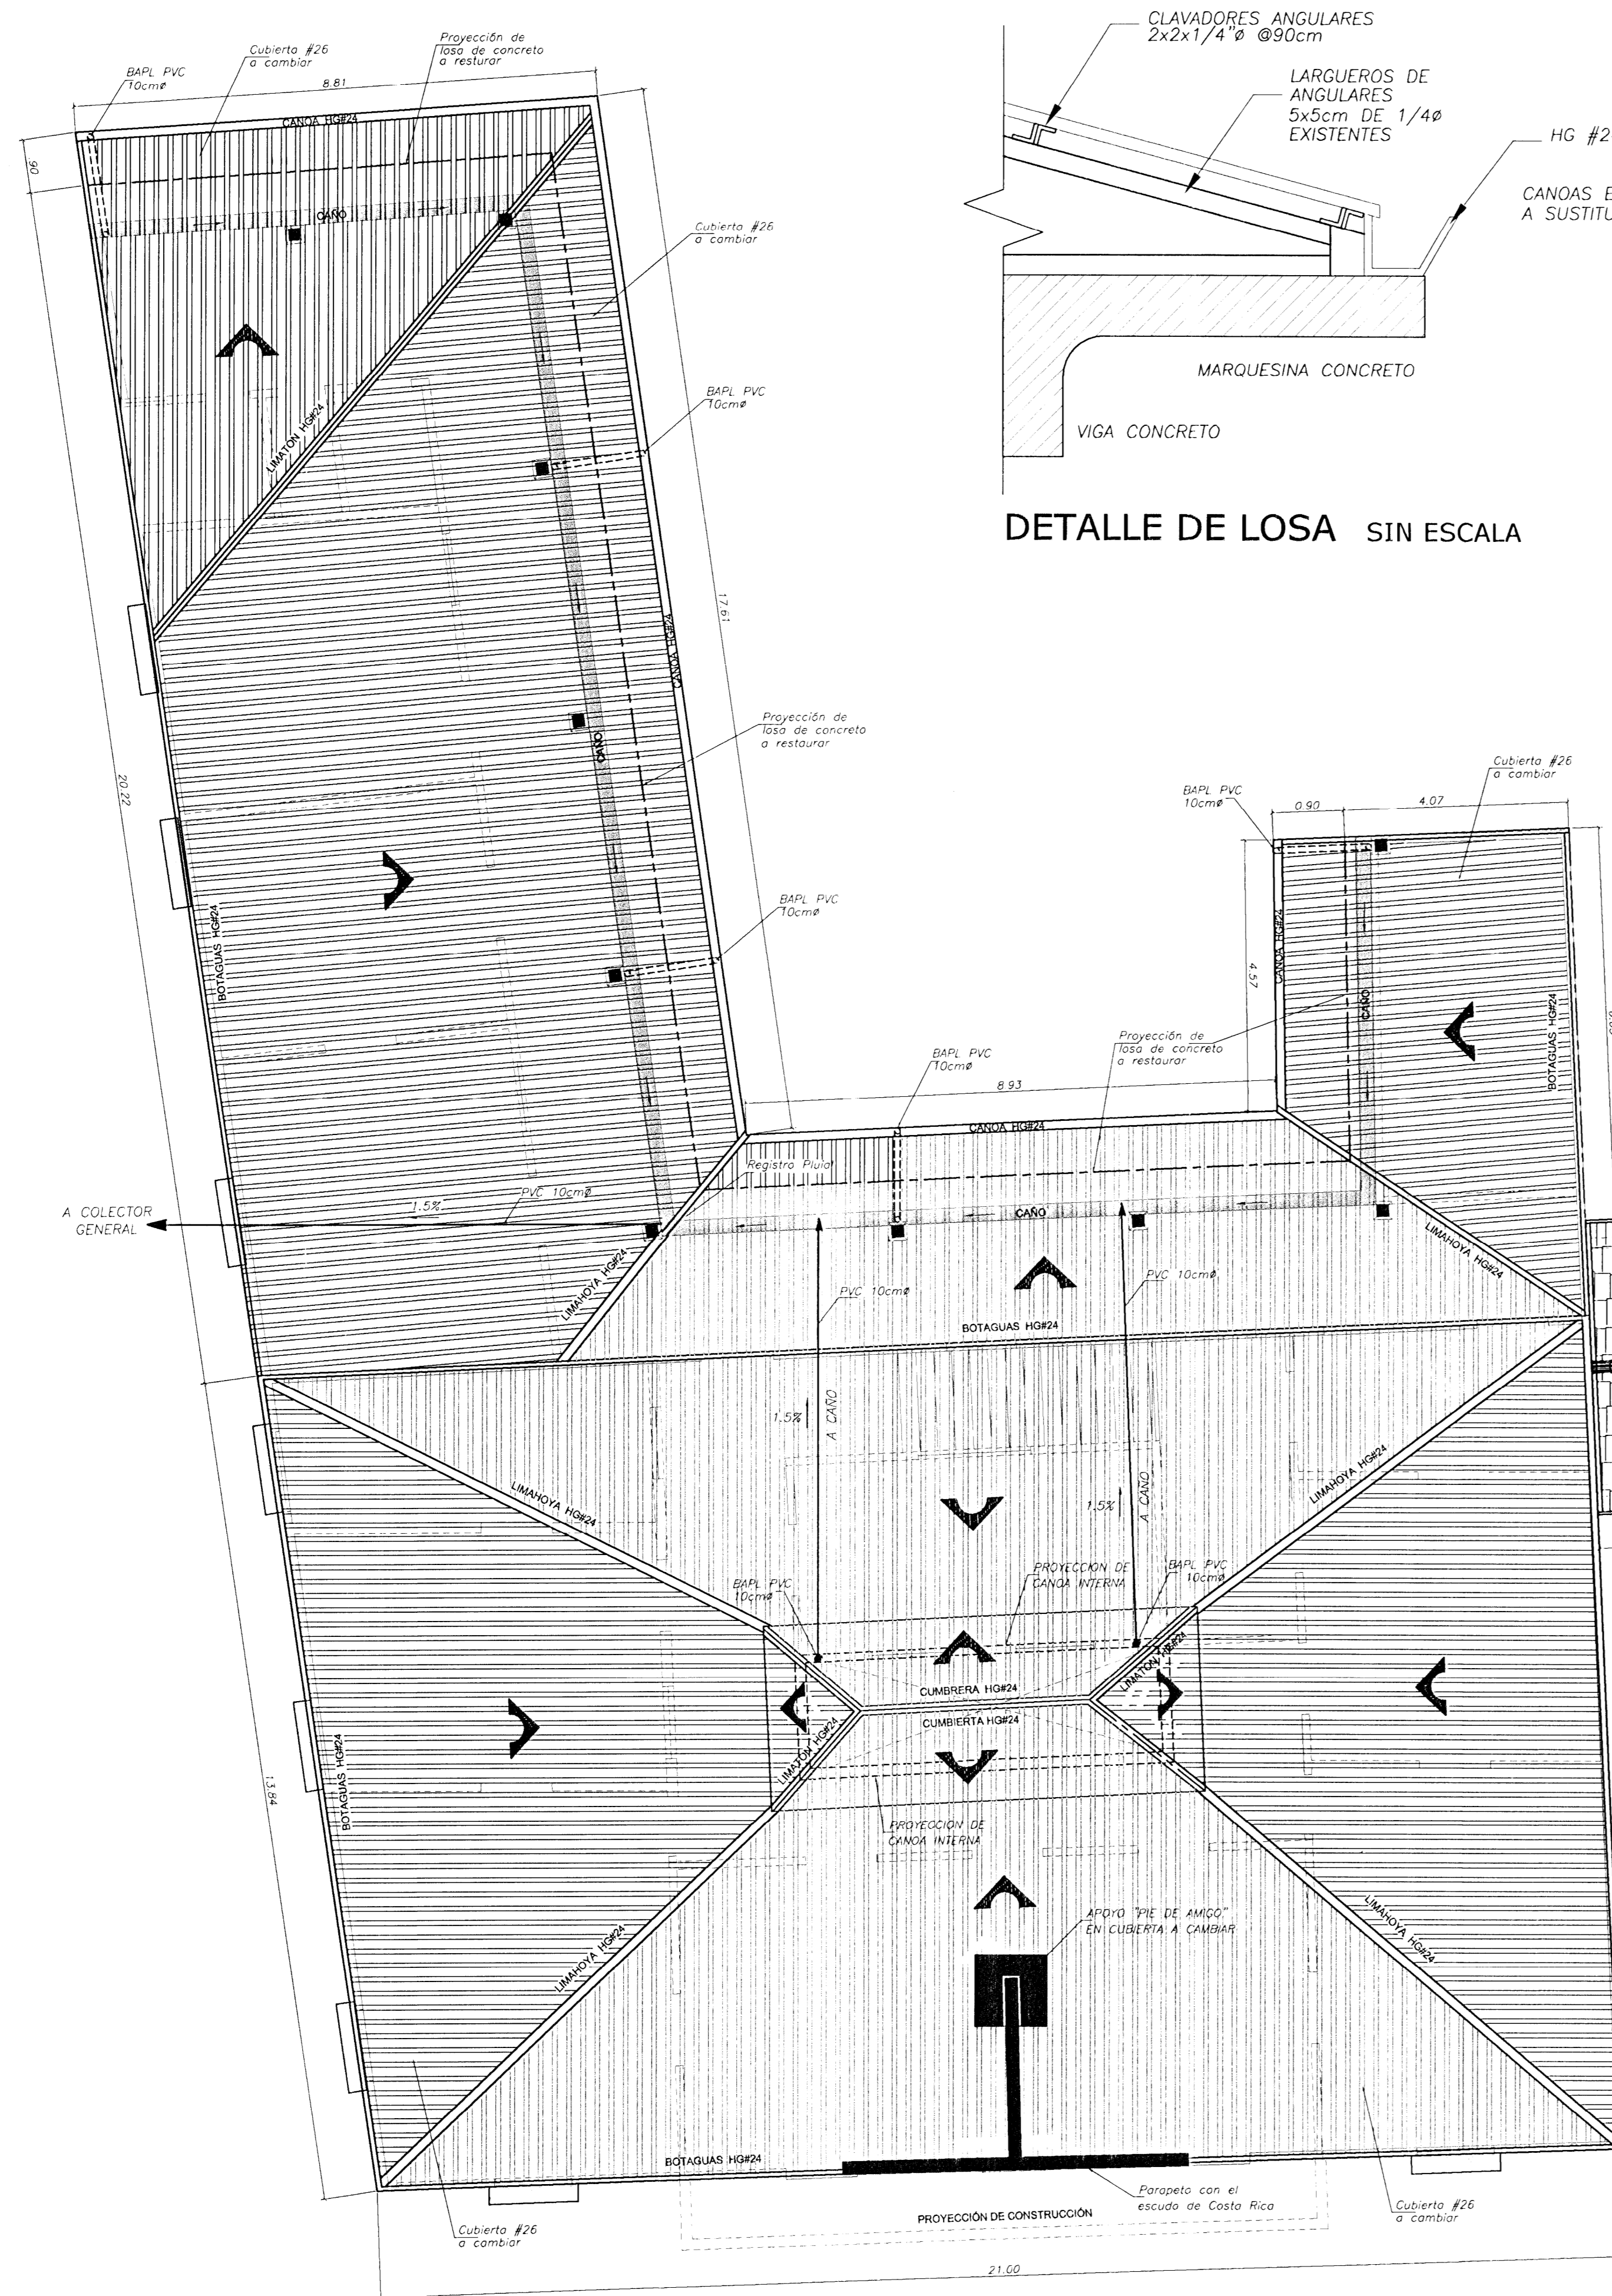 CLAVADORES ANGULARES
2x2x1/4"ø @90cm
LARGUEROS DE
ANGULARES
5x5cm DE 1/4ø
EXISTENTES
HG #2
CANOAS E
A SUSTITU
MARQUESINA CONCRETO
VIGA CONCRETO
DETALLE DE LOSA SIN ESCALA
BAPL PVC
10cmø
Cubierta #26
a cambiar
Proyección de
losa de concreto
a resturar
8.81
CANOA HG#24
.90
CAÑO
Cubierta #26
a cambiar
LIMATON HG#24
BAPL PVC
10cmø
17.61
CANOA HG#24
Proyección de
losa de concreto
a restaurar
CAÑO
20.22
BOTAGUAS HG#24
BAPL PVC
10cmø
BAPL PVC
10cmø
0.90
4.07
Cubierta #26
a cambiar
CANOA HG#24
4.57
CAÑO
BOTAGUAS HG#24
Proyección de
losa de concreto
a restaurar
BAPL PVC
10cmø
8.93
CANOA HG#24
Registro Pluial
PVC 10cmø
1.5%
A COLECTOR
GENERAL
CAÑO
LIMAHOYA HG#24
LIMAHOYA HG#24
PVC 10cmø
PVC 10cmø
BOTAGUAS HG#24
1.5%
A CAÑO
1.5%
A CAÑO
LIMAHOYA HG#24
LIMAHOYA HG#24
BAPL PVC
10cmø
PROYECCION DE
CANOA INTERNA
BAPL PVC
10cmø
LIMATON HG#24
CUMBRERA HG#24
CUMBIERTA HG#24
LIMATON HG#24
PROYECCION DE
CANOA INTERNA
13.84
BOTAGUAS HG#24
APOYO "PIE DE AMIGO"
EN CUBIERTA A CAMBIAR
LIMAHOYA HG#24
LIMAHOYA HG#24
BOTAGUAS HG#24
Parapeto con el
escudo de Costa Rica
PROYECCIÓN DE CONSTRUCCIÓN
Cubierta #26
a cambiar
Cubierta #26
a cambiar
21.00